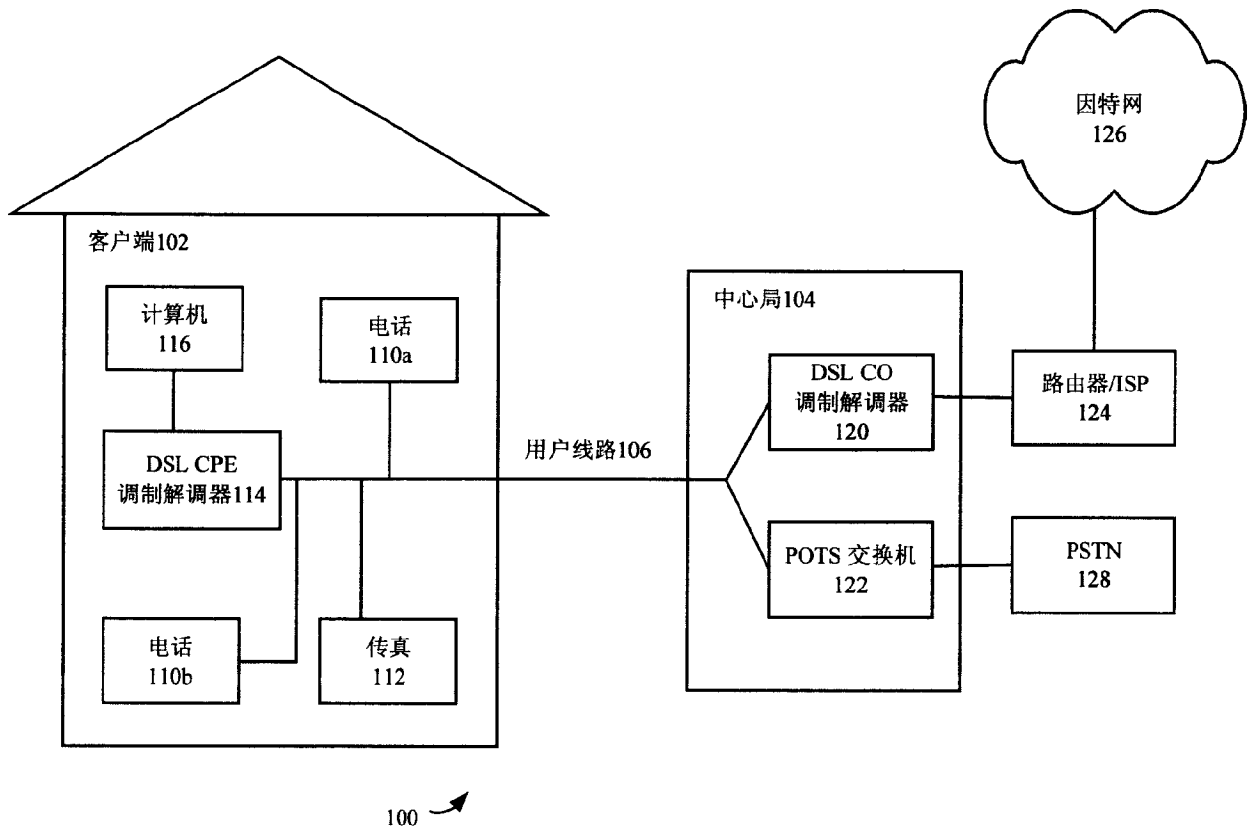 因特网
126
客户端102
计算机
116
电话
110a
中心局104
DSL CO
调制解调器
120
路由器/ISP
124
用户线路106
DSL CPE
调制解调器114
POTS 交换机
122
PSTN
128
电话
110b
传真
112
100